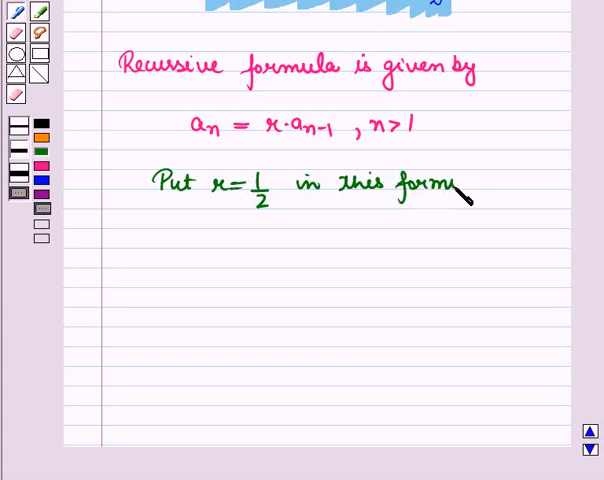 Recursive formula is given by
aₙ = r·aₙ₋₁ , n>1
Put r=1/2 in this form